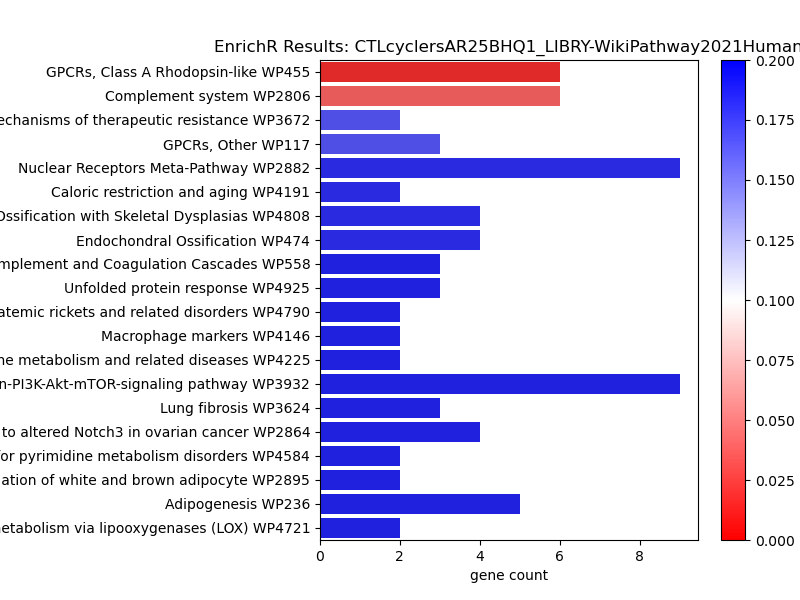 EnrichR Results: CTLcyclersAR25BHQ1_LIBRY-WikiPathway2021Human
GPCRs, Class A Rhodopsin-like WP455
Complement system WP2806
echanisms of therapeutic resistance WP3672
GPCRs, Other WP117
Nuclear Receptors Meta-Pathway WP2882
Caloric restriction and aging WP4191
Ossification with Skeletal Dysplasias WP4808
Endochondral Ossification WP474
mplement and Coagulation Cascades WP558
Unfolded protein response WP4925
atemic rickets and related disorders WP4790
Macrophage markers WP4146
ne metabolism and related diseases WP4225
n-PI3K-Akt-mTOR-signaling pathway WP3932
Lung fibrosis WP3624
to altered Notch3 in ovarian cancer WP2864
for pyrimidine metabolism disorders WP4584
ation of white and brown adipocyte WP2895
Adipogenesis WP236
etabolism via lipooxygenases (LOX) WP4721
0 2 4 6 8
gene count
0.200
0.175
0.150
0.125
0.100
0.075
0.050
0.025
0.000